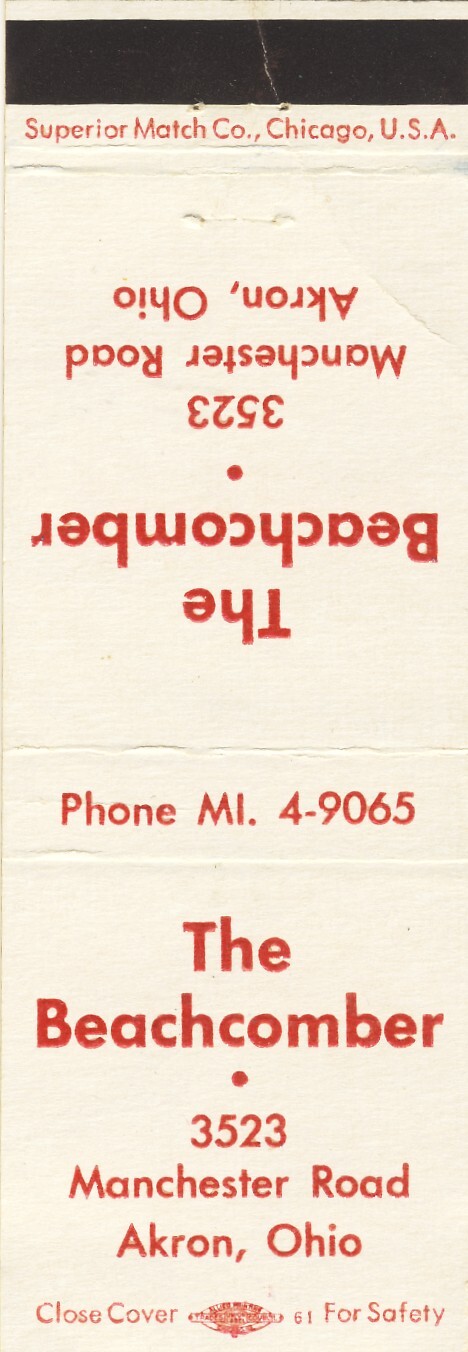 Superior Match Co., Chicago, U.S.A.
The
Beachcomber
•
3523
Manchester Road
Akron, Ohio
Phone MI. 4-9065
The
Beachcomber
•
3523
Manchester Road
Akron, Ohio
Close Cover 61 For Safety